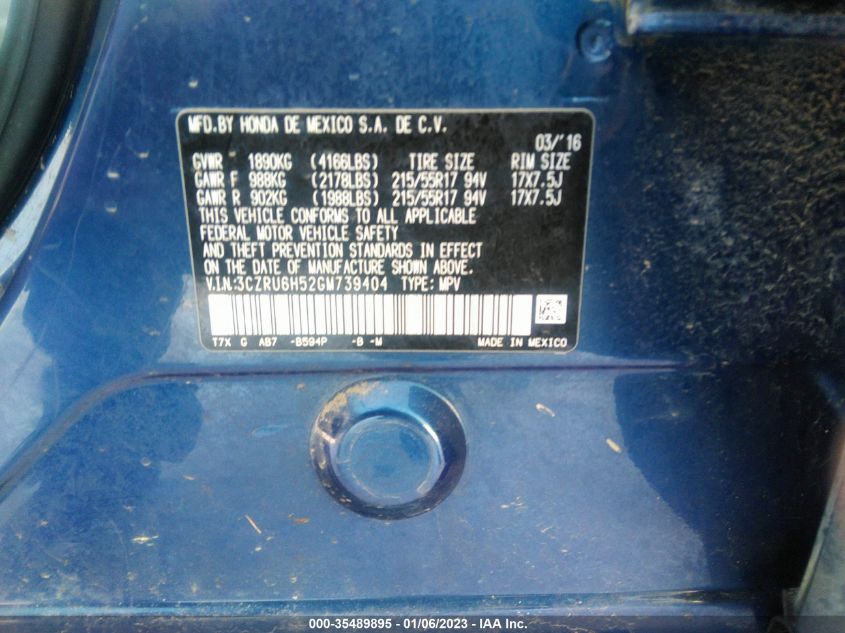 MFD.BY HONDA DE MEXICO S.A. DE C.V.
03/'16
GVWR 1890KG (4166LBS) TIRE SIZE RIM SIZE
GAWR F 988KG (2178LBS) 215/55R17 94V 17X7.5J
GAWR R 902KG (1988LBS) 215/55R17 94V 17X7.5J
THIS VEHICLE CONFORMS TO ALL APPLICABLE
FEDERAL MOTOR VEHICLE SAFETY
AND THEFT PREVENTION STANDARDS IN EFFECT
ON THE DATE OF MANUFACTURE SHOWN ABOVE.
V.I.N:3CZRU6H52GM739404 TYPE: MPV
T7X G AB7 -B594P -B -M MADE IN MEXICO
000-35489895 - 01/06/2023 - IAA Inc.